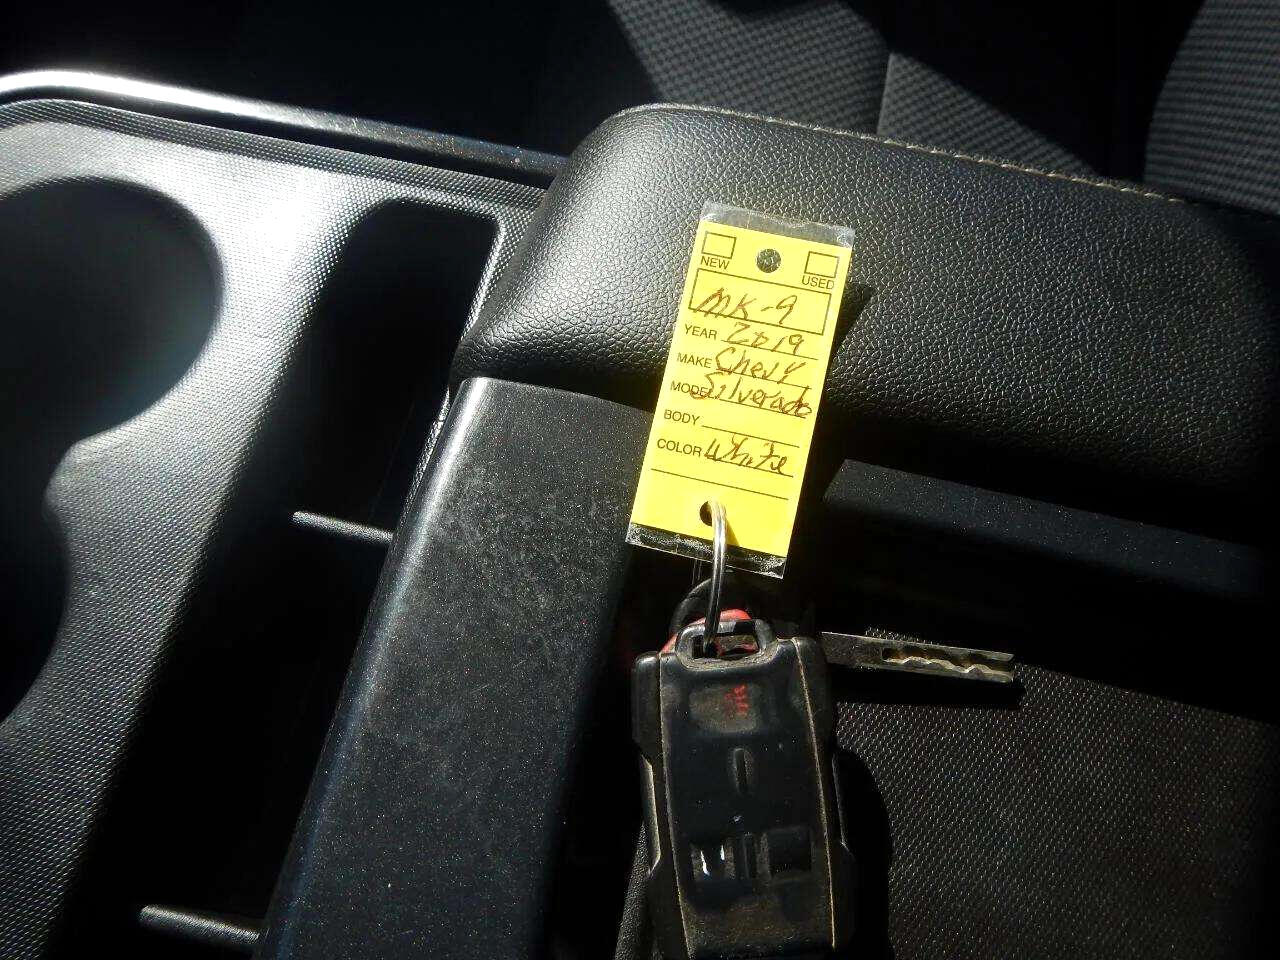 NEW USED
MK-9
YEAR 2019
MAKE Chevy
MODEL Silverado
BODY
COLOR White